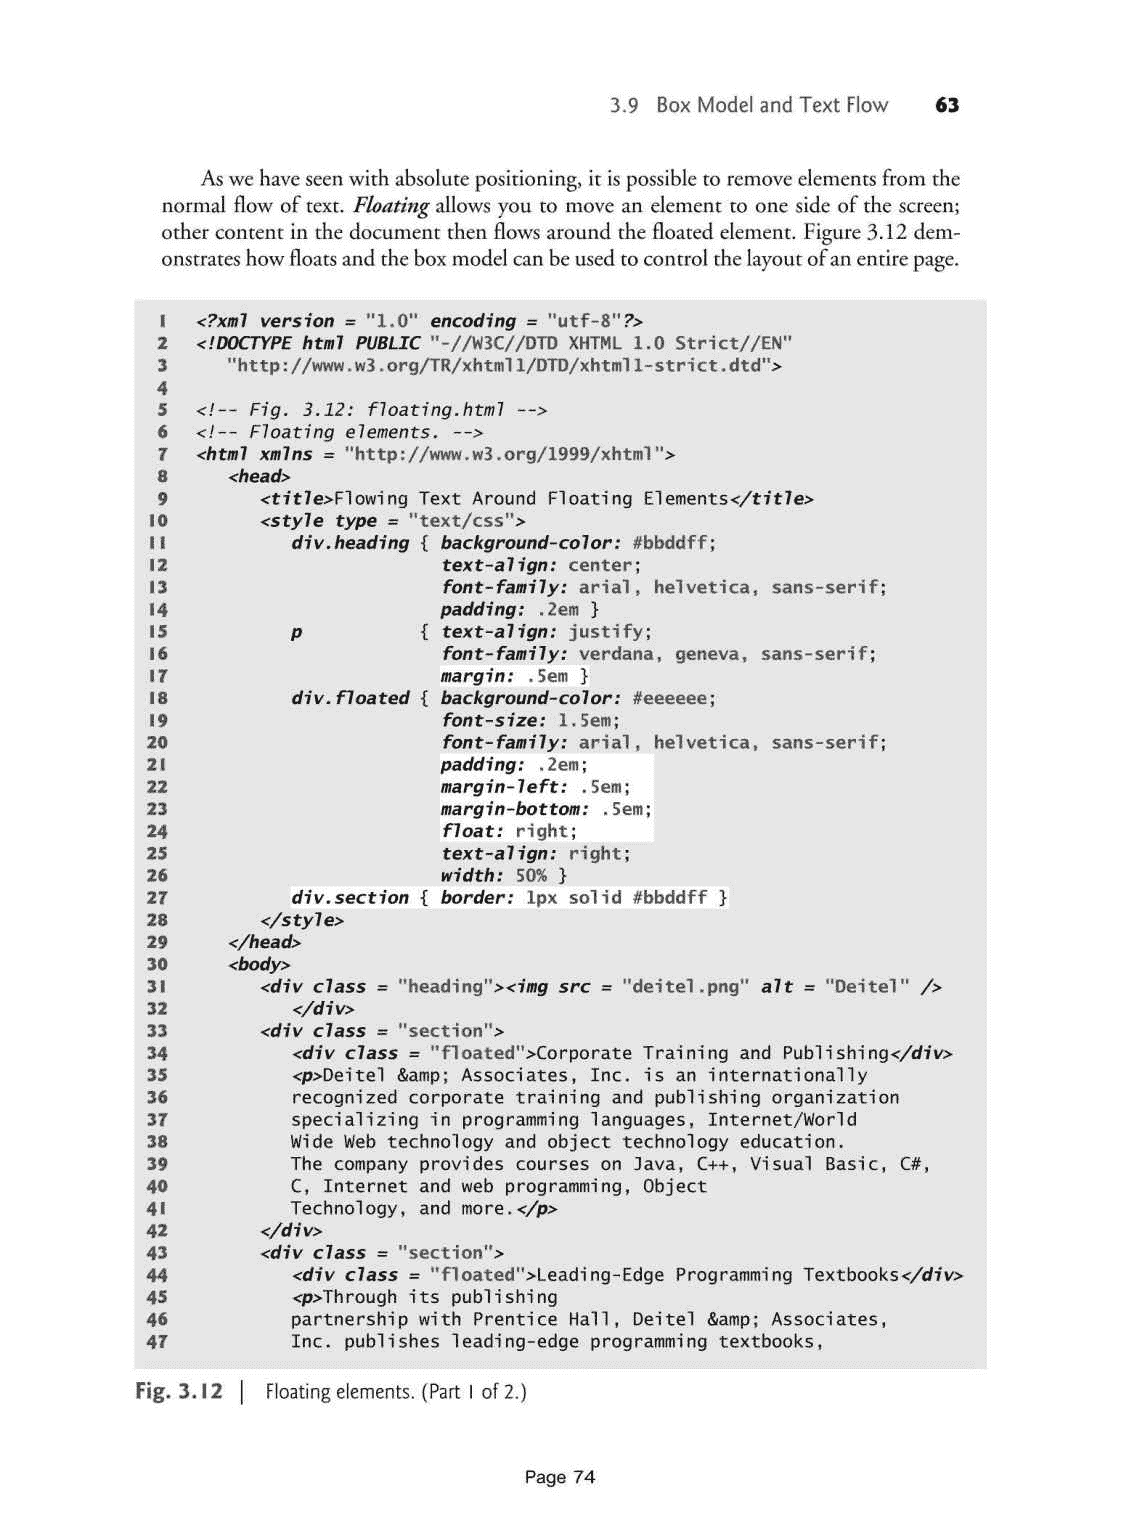 3.9 Box Model and Text Flow 63
As we have seen with absolute positioning, it is possible to remove elements from the
normal flow of text. Floating allows you to move an element to one side of the screen;
other content in the document then flows around the floated element. Figure 3.12 dem-
onstrates how floats and the box model can be used to control the layout of an entire page.
1 <?xml version = "1.0" encoding = "utf-8"?>
2 <!DOCTYPE html PUBLIC "-//W3C//DTD XHTML 1.0 Strict//EN"
3 "http://www.w3.org/TR/xhtml1/DTD/xhtml1-strict.dtd">
4
5 <!-- Fig. 3.12: floating.html -->
6 <!-- Floating elements. -->
7 <html xmlns = "http://www.w3.org/1999/xhtml">
8 <head>
9 <title>Flowing Text Around Floating Elements</title>
10 <style type = "text/css">
11 div.heading { background-color: #bbddff;
12 text-align: center;
13 font-family: arial, helvetica, sans-serif;
14 padding: .2em }
15 p { text-align: justify;
16 font-family: verdana, geneva, sans-serif;
17 margin: .5em }
18 div.floated { background-color: #eeeeee;
19 font-size: 1.5em;
20 font-family: arial, helvetica, sans-serif;
21 padding: .2em;
22 margin-left: .5em;
23 margin-bottom: .5em;
24 float: right;
25 text-align: right;
26 width: 50% }
27 div.section { border: 1px solid #bbddff }
28 </style>
29 </head>
30 <body>
31 <div class = "heading"><img src = "deitel.png" alt = "Deitel" />
32 </div>
33 <div class = "section">
34 <div class = "floated">Corporate Training and Publishing</div>
35 <p>Deitel &amp; Associates, Inc. is an internationally
36 recognized corporate training and publishing organization
37 specializing in programming languages, Internet/World
38 Wide Web technology and object technology education.
39 The company provides courses on Java, C++, Visual Basic, C#,
40 C, Internet and web programming, Object
41 Technology, and more.</p>
42 </div>
43 <div class = "section">
44 <div class = "floated">Leading-Edge Programming Textbooks</div>
45 <p>Through its publishing
46 partnership with Prentice Hall, Deitel &amp; Associates,
47 Inc. publishes leading-edge programming textbooks,
Fig. 3.12 | Floating elements. (Part 1 of 2.)
Page 74